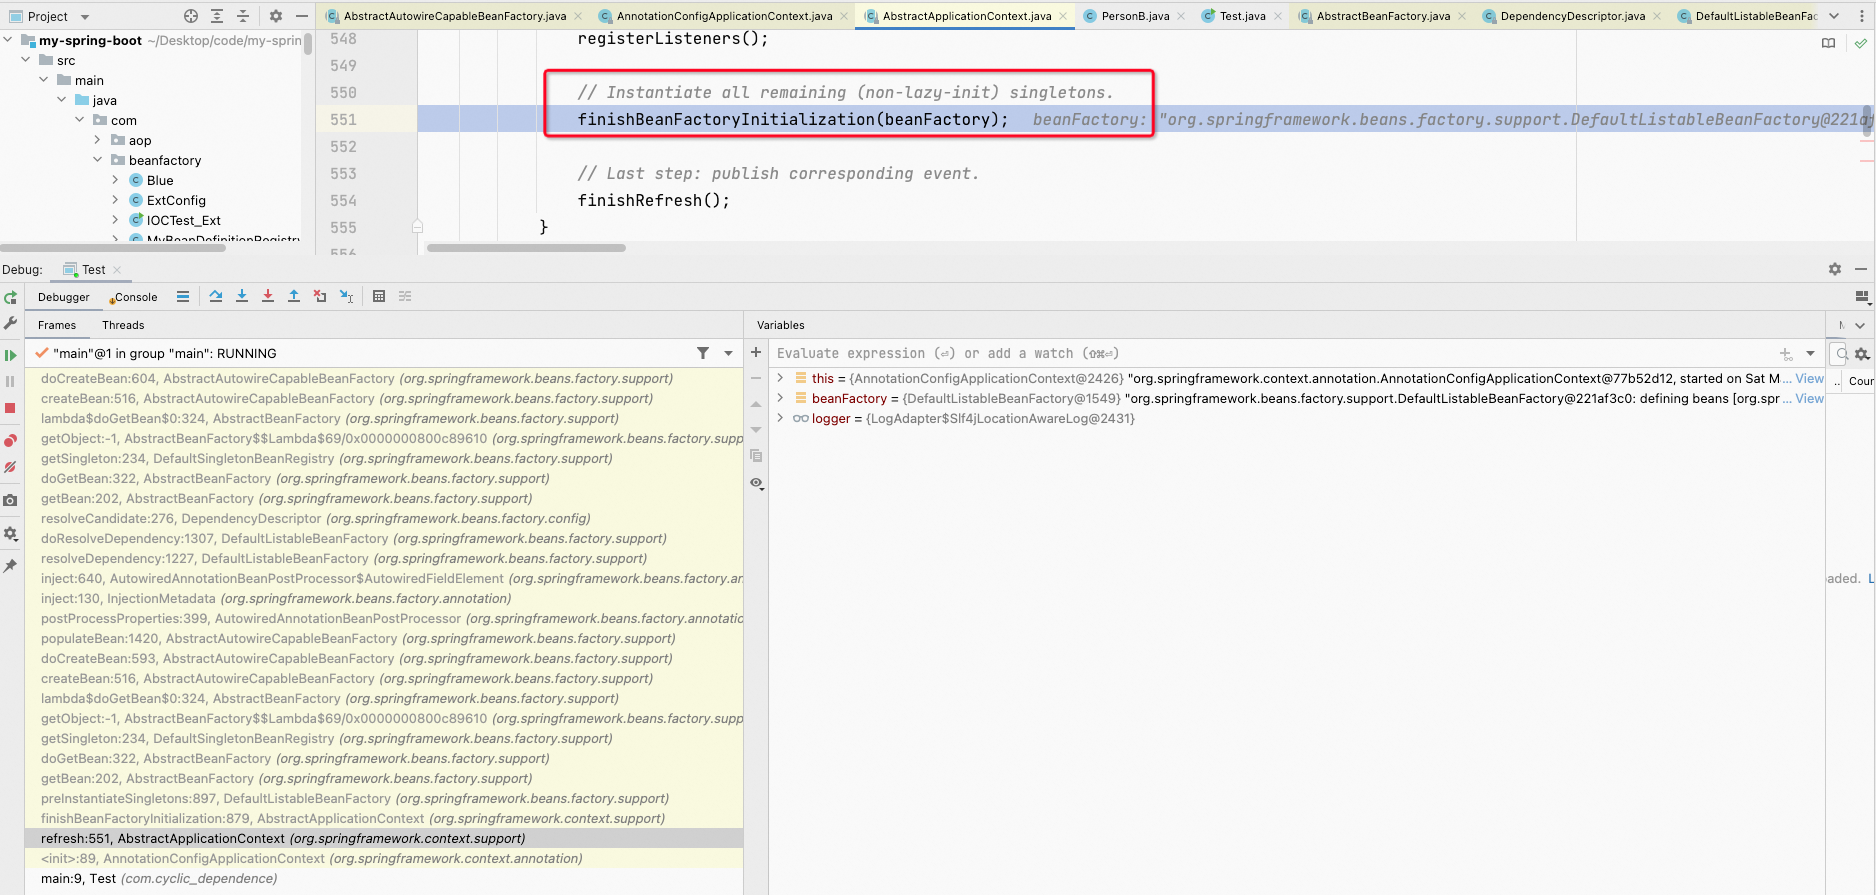 Project
AbstractAutowireCapableBeanFactory.java
AnnotationConfigApplicationContext.java
AbstractApplicationContext.java
PersonB.java
Test.java
AbstractBeanFactory.java
DependencyDescriptor.java
DefaultListableBeanFac
my-spring-boot ~/Desktop/code/my-sprin
src
main
java
com
aop
beanfactory
Blue
ExtConfig
IOCTest_Ext
MyBeanDefinitionRegistry
548 registerListeners();
549
550 // Instantiate all remaining (non-lazy-init) singletons.
551 finishBeanFactoryInitialization(beanFactory); beanFactory: "org.springframework.beans.factory.support.DefaultListableBeanFactory@221af
552
553 // Last step: publish corresponding event.
554 finishRefresh();
555 }
556
Debug: Test
Debugger Console
Frames Threads
Variables
"main"@1 in group "main": RUNNING
Evaluate expression (⏎) or add a watch (⇧⌘⏎)
doCreateBean:604, AbstractAutowireCapableBeanFactory (org.springframework.beans.factory.support)
createBean:516, AbstractAutowireCapableBeanFactory (org.springframework.beans.factory.support)
lambda$doGetBean$0:324, AbstractBeanFactory (org.springframework.beans.factory.support)
getObject:-1, AbstractBeanFactory$$Lambda$69/0x0000000800c89610 (org.springframework.beans.factory.supp
getSingleton:234, DefaultSingletonBeanRegistry (org.springframework.beans.factory.support)
doGetBean:322, AbstractBeanFactory (org.springframework.beans.factory.support)
getBean:202, AbstractBeanFactory (org.springframework.beans.factory.support)
resolveCandidate:276, DependencyDescriptor (org.springframework.beans.factory.config)
doResolveDependency:1307, DefaultListableBeanFactory (org.springframework.beans.factory.support)
resolveDependency:1227, DefaultListableBeanFactory (org.springframework.beans.factory.support)
inject:640, AutowiredAnnotationBeanPostProcessor$AutowiredFieldElement (org.springframework.beans.factory.an
inject:130, InjectionMetadata (org.springframework.beans.factory.annotation)
postProcessProperties:399, AutowiredAnnotationBeanPostProcessor (org.springframework.beans.factory.annotatio
populateBean:1420, AbstractAutowireCapableBeanFactory (org.springframework.beans.factory.support)
doCreateBean:593, AbstractAutowireCapableBeanFactory (org.springframework.beans.factory.support)
createBean:516, AbstractAutowireCapableBeanFactory (org.springframework.beans.factory.support)
lambda$doGetBean$0:324, AbstractBeanFactory (org.springframework.beans.factory.support)
getObject:-1, AbstractBeanFactory$$Lambda$69/0x0000000800c89610 (org.springframework.beans.factory.supp
getSingleton:234, DefaultSingletonBeanRegistry (org.springframework.beans.factory.support)
doGetBean:322, AbstractBeanFactory (org.springframework.beans.factory.support)
getBean:202, AbstractBeanFactory (org.springframework.beans.factory.support)
preInstantiateSingletons:897, DefaultListableBeanFactory (org.springframework.beans.factory.support)
finishBeanFactoryInitialization:879, AbstractApplicationContext (org.springframework.context.support)
refresh:551, AbstractApplicationContext (org.springframework.context.support)
<init>:89, AnnotationConfigApplicationContext (org.springframework.context.annotation)
main:9, Test (com.cyclic_dependence)
this = {AnnotationConfigApplicationContext@2426} "org.springframework.context.annotation.AnnotationConfigApplicationContext@77b52d12, started on Sat M ... View
beanFactory = {DefaultListableBeanFactory@1549} "org.springframework.beans.factory.support.DefaultListableBeanFactory@221af3c0: defining beans [org.spr ... View
logger = {LogAdapter$Slf4jLocationAwareLog@2431}
.. Cour
aded. L